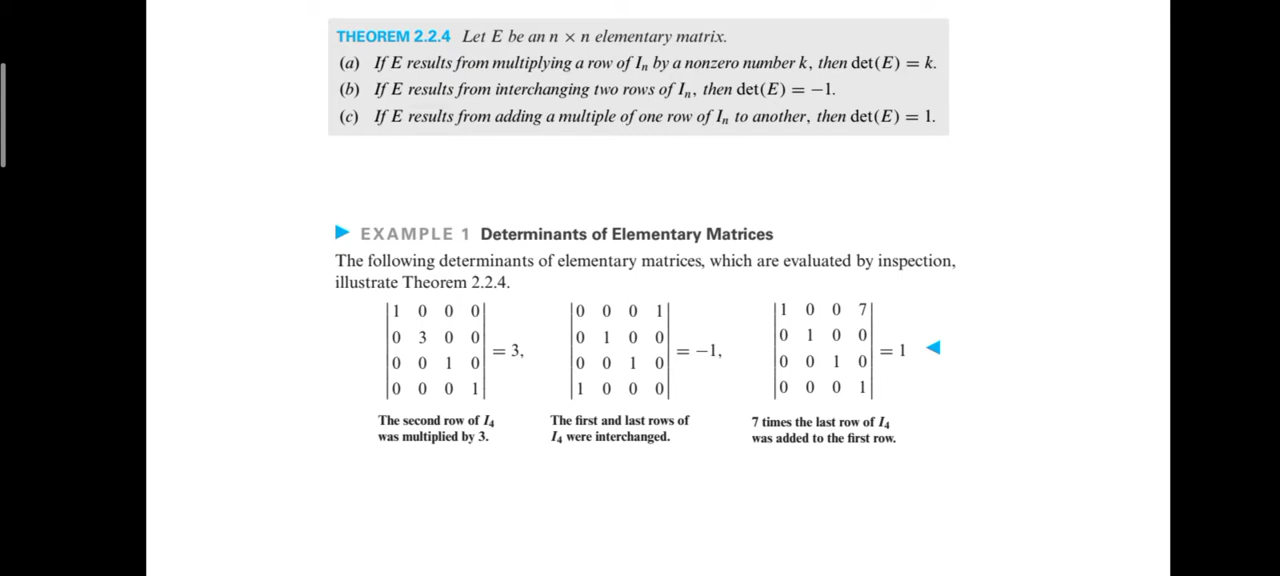 THEOREM 2.2.4 Let E be an n × n elementary matrix.
(a) If E results from multiplying a row of Iₙ by a nonzero number k, then det(E) = k.
(b) If E results from interchanging two rows of Iₙ, then det(E) = −1.
(c) If E results from adding a multiple of one row of Iₙ to another, then det(E) = 1.
▶ EXAMPLE 1 Determinants of Elementary Matrices
The following determinants of elementary matrices, which are evaluated by inspection,
illustrate Theorem 2.2.4.
|1 0 0 0|
|0 3 0 0|
|0 0 1 0|
|0 0 0 1|
= 3,
|0 0 0 1|
|0 1 0 0|
|0 0 1 0|
|1 0 0 0|
= −1,
|1 0 0 7|
|0 1 0 0|
|0 0 1 0|
|0 0 0 1|
= 1 ◀
The second row of I₄
was multiplied by 3.
The first and last rows of
I₄ were interchanged.
7 times the last row of I₄
was added to the first row.